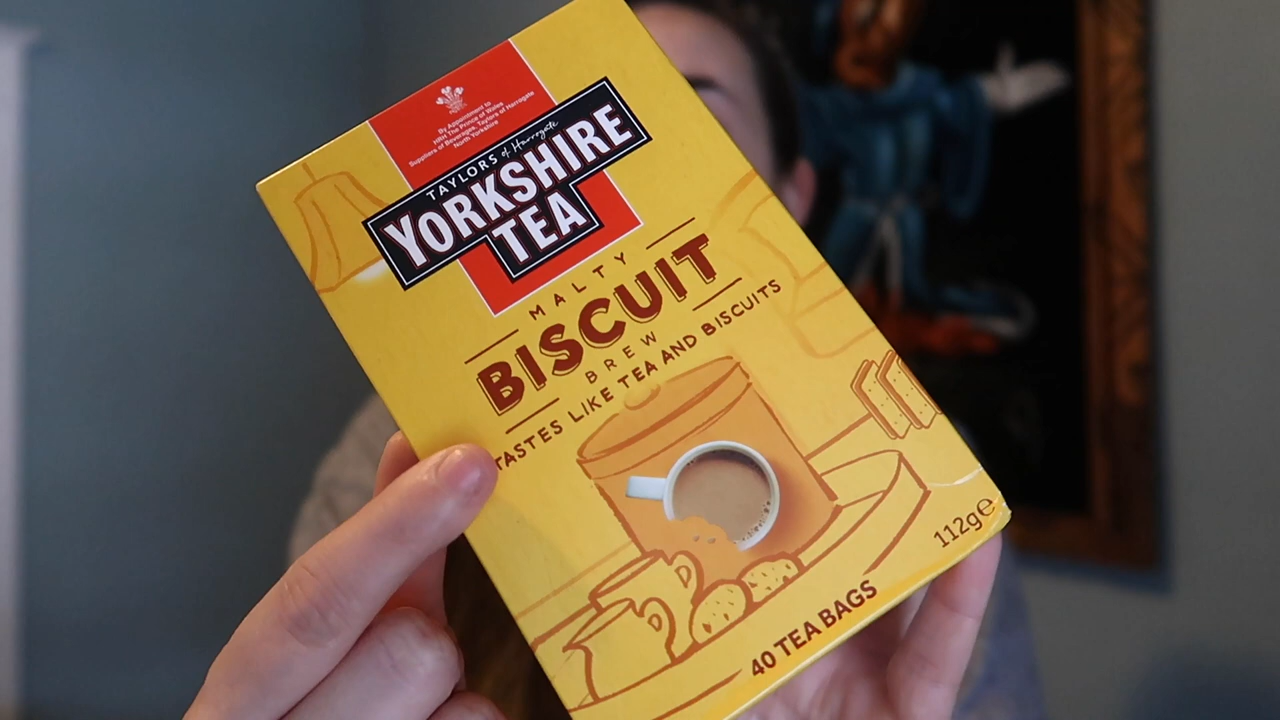 By Appointment to
HRH The Prince of Wales
Suppliers of Beverages, Taylors of Harrogate
North Yorkshire
TAYLORS of Harrogate
YORKSHIRE
TEA
MALTY
BISCUIT
BREW
TASTES LIKE TEA AND BISCUITS
112g℮
40 TEA BAGS